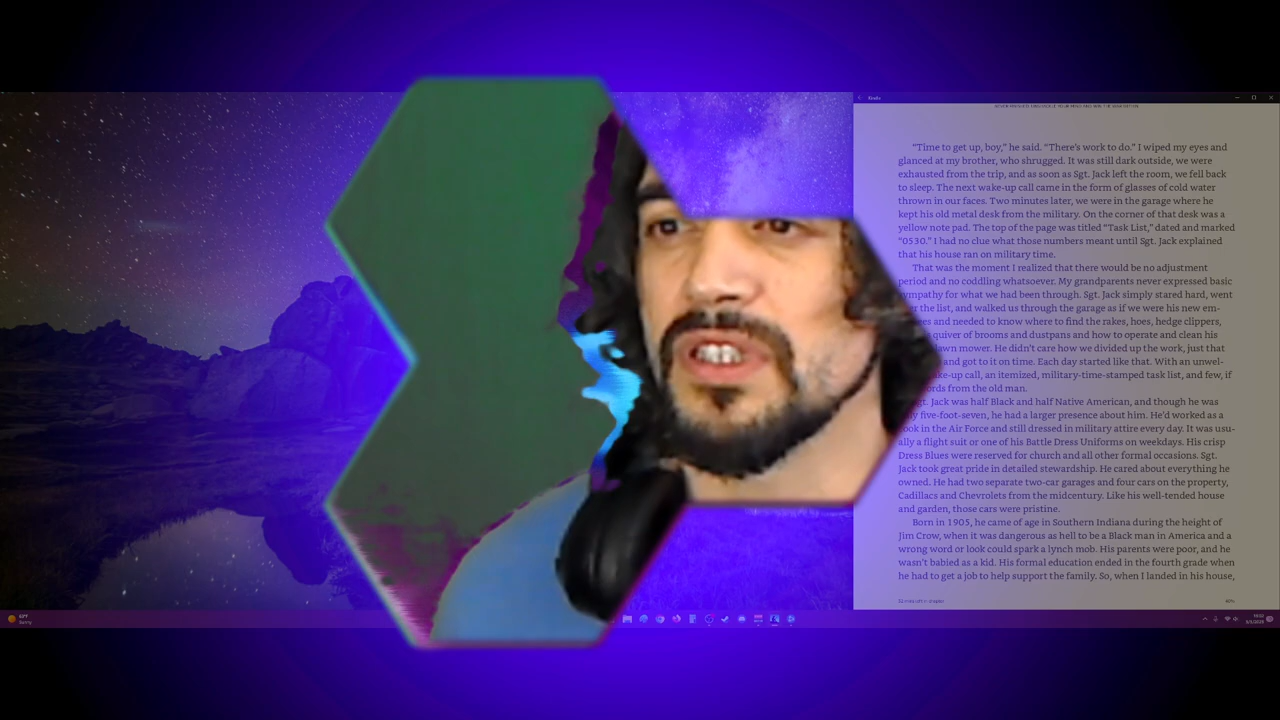 Kindle
"Time to get up, boy," he said. "There's work to do." I wiped my eyes and
glanced at my brother, who shrugged. It was still dark outside, we were
exhausted from the trip, and as soon as Sgt. Jack left the room, we fell back
to sleep. The next wake-up call came in the form of glasses of cold water
thrown in our faces. Two minutes later, we were in the garage where he
kept his old metal desk from the military. On the corner of that desk was a
yellow note pad. The top of the page was titled "Task List," dated and marked
"0530." I had no clue what those numbers meant until Sgt. Jack explained
that his house ran on military time.
That was the moment I realized that there would be no adjustment
period and no coddling whatsoever. My grandparents never expressed basic
sympathy for what we had been through. Sgt. Jack simply stared hard, went
the list, and walked us through the garage as if we were his new em-
and needed to know where to find the rakes, hoes, hedge clippers,
quiver of brooms and dustpans and how to operate and clean his
lawn mower. He didn't care how we divided up the work, just that
and got to it on time. Each day started like that. With an unwel-
call, an itemized, military-time-stamped task list, and few, if
from the old man.
Sgt. Jack was half Black and half Native American, and though he was
five-foot-seven, he had a larger presence about him. He'd worked as a
cook in the Air Force and still dressed in military attire every day. It was usu-
ally a flight suit or one of his Battle Dress Uniforms on weekdays. His crisp
Dress Blues were reserved for church and all other formal occasions. Sgt.
Jack took great pride in detailed stewardship. He cared about everything he
owned. He had two separate two-car garages and four cars on the property,
Cadillacs and Chevrolets from the midcentury. Like his well-tended house
and garden, those cars were pristine.
Born in 1905, he came of age in Southern Indiana during the height of
Jim Crow, when it was dangerous as hell to be a Black man in America and a
wrong word or look could spark a lynch mob. His parents were poor, and he
wasn't babied as a kid. His formal education ended in the fourth grade when
he had to get a job to help support the family. So, when I landed in his house,
Sunny